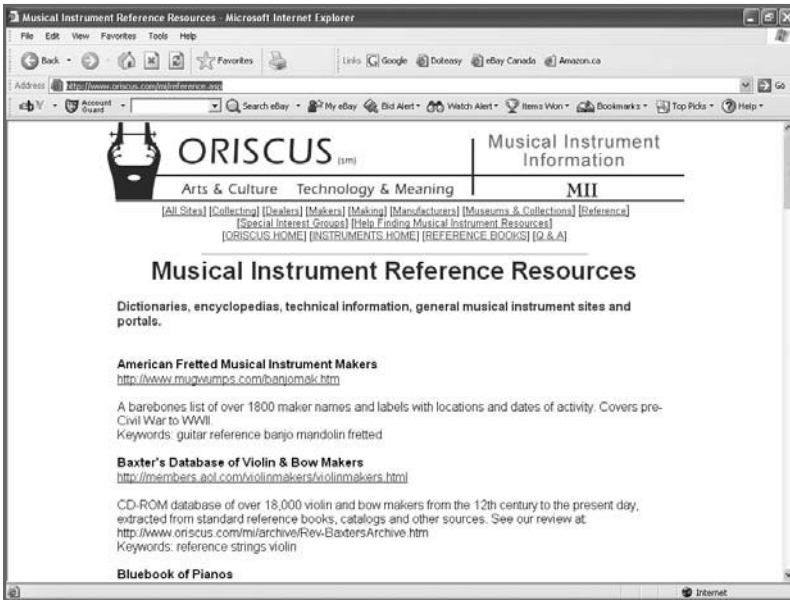 Musical Instrument Reference Resources - Microsoft Internet Explorer
File Edit View Favorites Tools Help
Back Favorites Links Google Doteasy eBay Canada Amazon.ca
Address http://www.oriscus.com/mi/reference.asp Go
ebY Account Guard Search eBay My eBay Bid Alert Watch Alert Items Won Bookmarks Top Picks Help
ORISCUS (sm)
Musical Instrument
Information
Arts & Culture Technology & Meaning MII
[All Sites] [Collecting] [Dealers] [Makers] [Making] [Manufacturers] [Museums & Collections] [Reference]
[Special Interest Groups] [Help Finding Musical Instrument Resources]
[ORISCUS HOME] [INSTRUMENTS HOME] [REFERENCE BOOKS] [Q & A]
Musical Instrument Reference Resources
Dictionaries, encyclopedias, technical information, general musical instrument sites and
portals.
American Fretted Musical Instrument Makers
http://www.mugwumps.com/banjomak.htm
A barebones list of over 1800 maker names and labels with locations and dates of activity. Covers pre-
Civil War to WWII.
Keywords: guitar reference banjo mandolin fretted
Baxter's Database of Violin & Bow Makers
http://members.aol.com/violinmakers/violinmakers.html
CD-ROM database of over 18,000 violin and bow makers from the 12th century to the present day,
extracted from standard reference books, catalogs and other sources. See our review at:
http://www.oriscus.com/mi/archive/Rev-BaxtersArchive.htm
Keywords: reference strings violin
Bluebook of Pianos
Internet